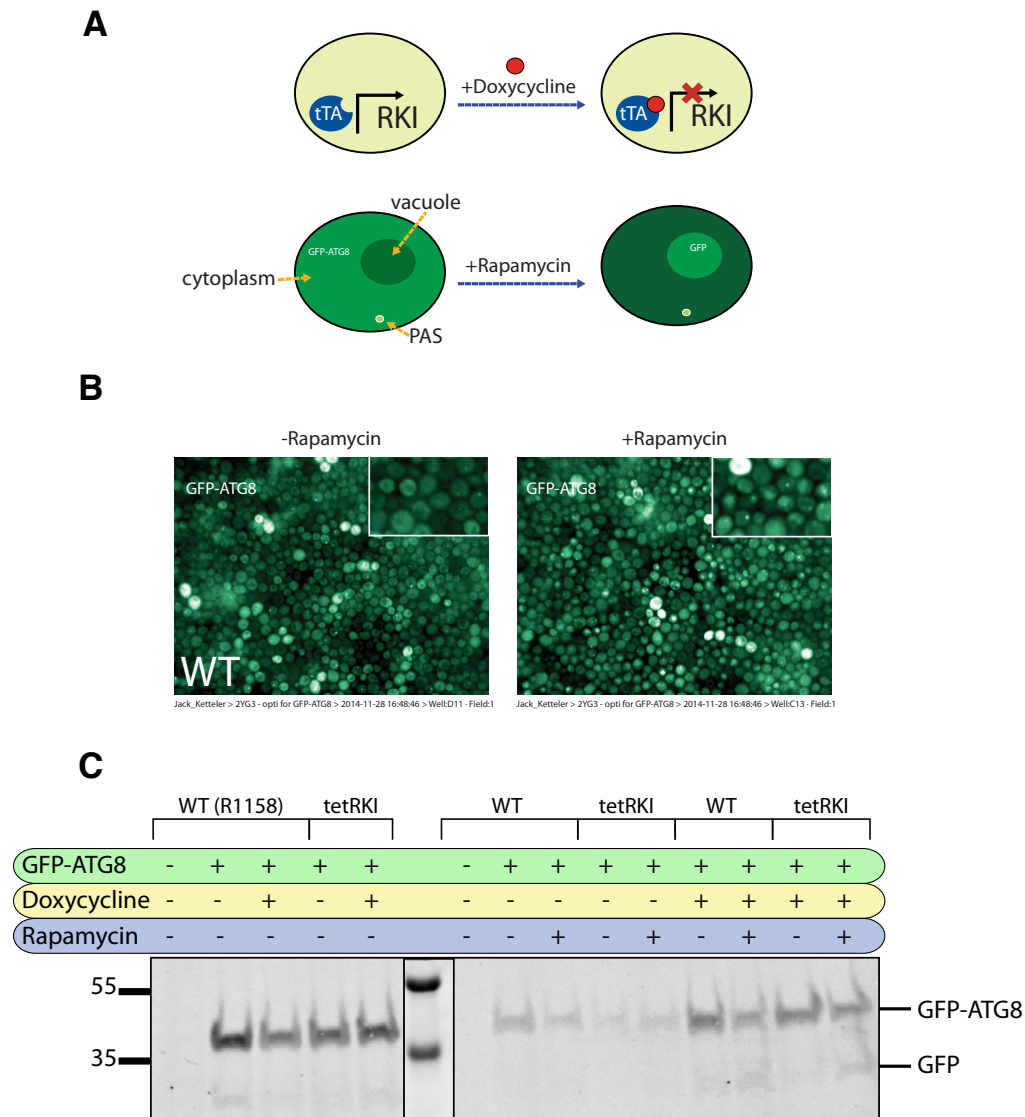 A
+Doxycycline
tTA
RKI
tTA
RKI
vacuole
GFP-ATG8
cytoplasm
PAS
+Rapamycin
GFP
B
-Rapamycin
+Rapamycin
GFP-ATG8
GFP-ATG8
WT
Jack_Ketteler > 2YG3 - opti for GFP-ATG8 > 2014-11-28 16:48:46 > Well:D11 · Field:1
Jack_Ketteler > 2YG3 - opti for GFP-ATG8 > 2014-11-28 16:48:46 > Well:C13 · Field:1
C
WT (R1158) tetRKI WT tetRKI WT tetRKI
GFP-ATG8 - + + + + - + + + + + + + +
Doxycycline - - + - + - - - - - + + + +
Rapamycin - - - - - - - + - + - + - +
55
35
GFP-ATG8
GFP